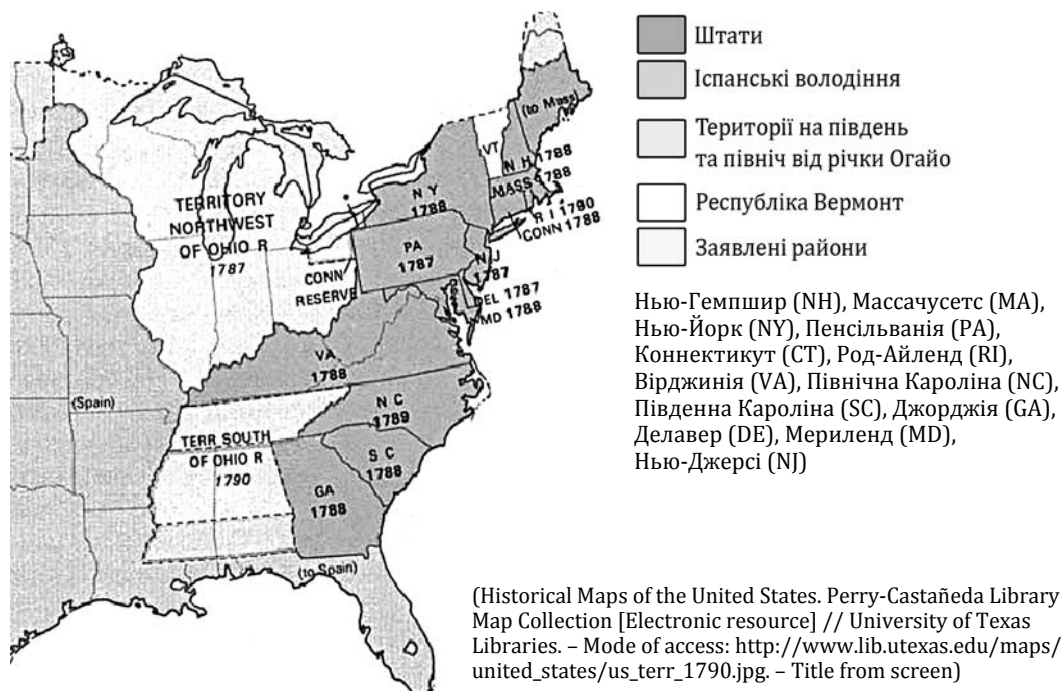 Штати
Іспанські володіння
Території на південь
та північ від річки Огайо
Республіка Вермонт
Заявлені райони
Нью-Гемпшир (NH), Массачусетс (MA),
Нью-Йорк (NY), Пенсільванія (PA),
Коннектикут (CT), Род-Айленд (RI),
Вірджинія (VA), Північна Кароліна (NC),
Південна Кароліна (SC), Джорджія (GA),
Делавер (DE), Мериленд (MD),
Нью-Джерсі (NJ)
(to Mass)
VT
N H 1788
MASS 1788
R I 1790
CONN 1788
N Y
1788
PA
1787
N J
1787
DEL 1787
MD 1788
TERRITORY
NORTHWEST
OF OHIO R
1787
CONN
RESERVE
VA
1788
(Spain)
N C
1789
TERR SOUTH
OF OHIO R
1790
S C
1788
GA
1788
(to Spain)
(Historical Maps of the United States. Perry-Castañeda Library
Map Collection [Electronic resource] // University of Texas
Libraries. – Mode of access: http://www.lib.utexas.edu/maps/
united_states/us_terr_1790.jpg. – Title from screen)